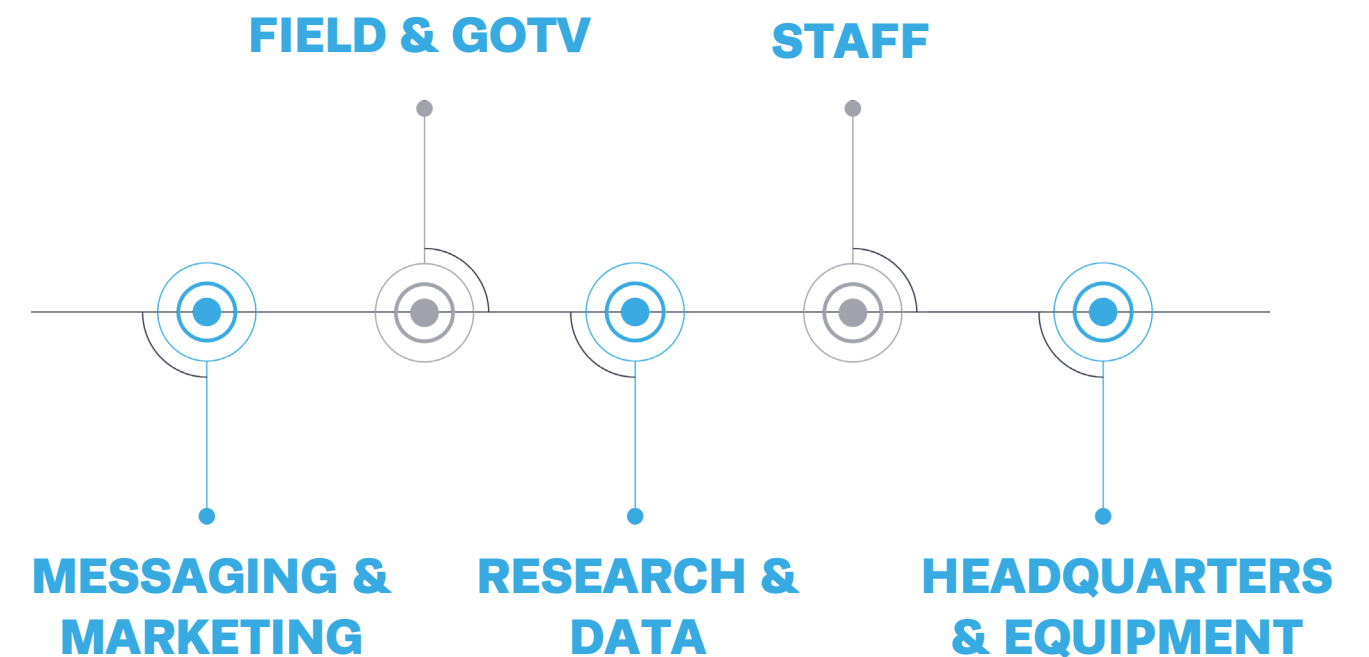 FIELD & GOTV
STAFF
MESSAGING &
MARKETING
RESEARCH &
DATA
HEADQUARTERS
& EQUIPMENT